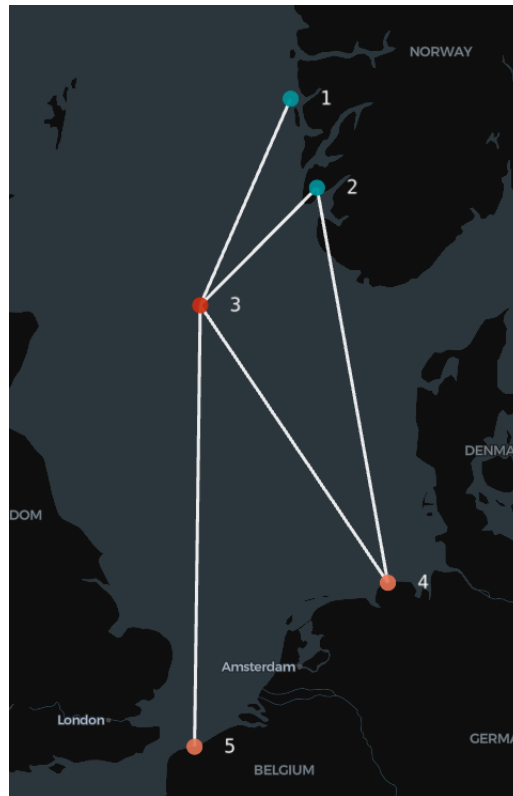 NORWAY
1
2
3
DENMA
DOM
4
Amsterdam
London
5
GERMA
BELGIUM